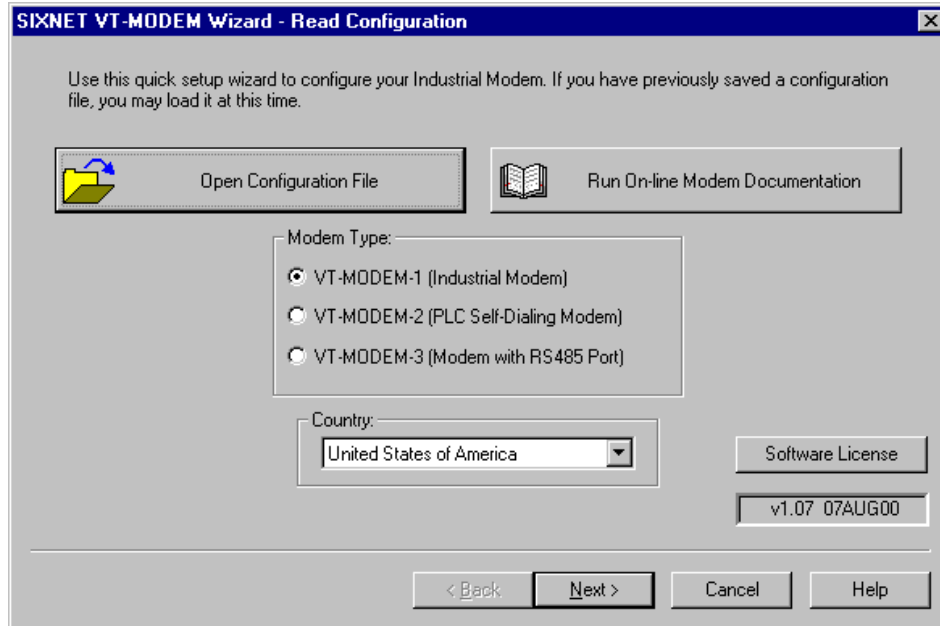 SIXNET VT-MODEM Wizard - Read Configuration
Use this quick setup wizard to configure your Industrial Modem. If you have previously saved a configuration
file, you may load it at this time.
Open Configuration File
Run On-line Modem Documentation
Modem Type:
VT-MODEM-1 (Industrial Modem)
VT-MODEM-2 (PLC Self-Dialing Modem)
VT-MODEM-3 (Modem with RS485 Port)
Country:
United States of America
Software License
v1.07 07AUG00
< Back
Next >
Cancel
Help